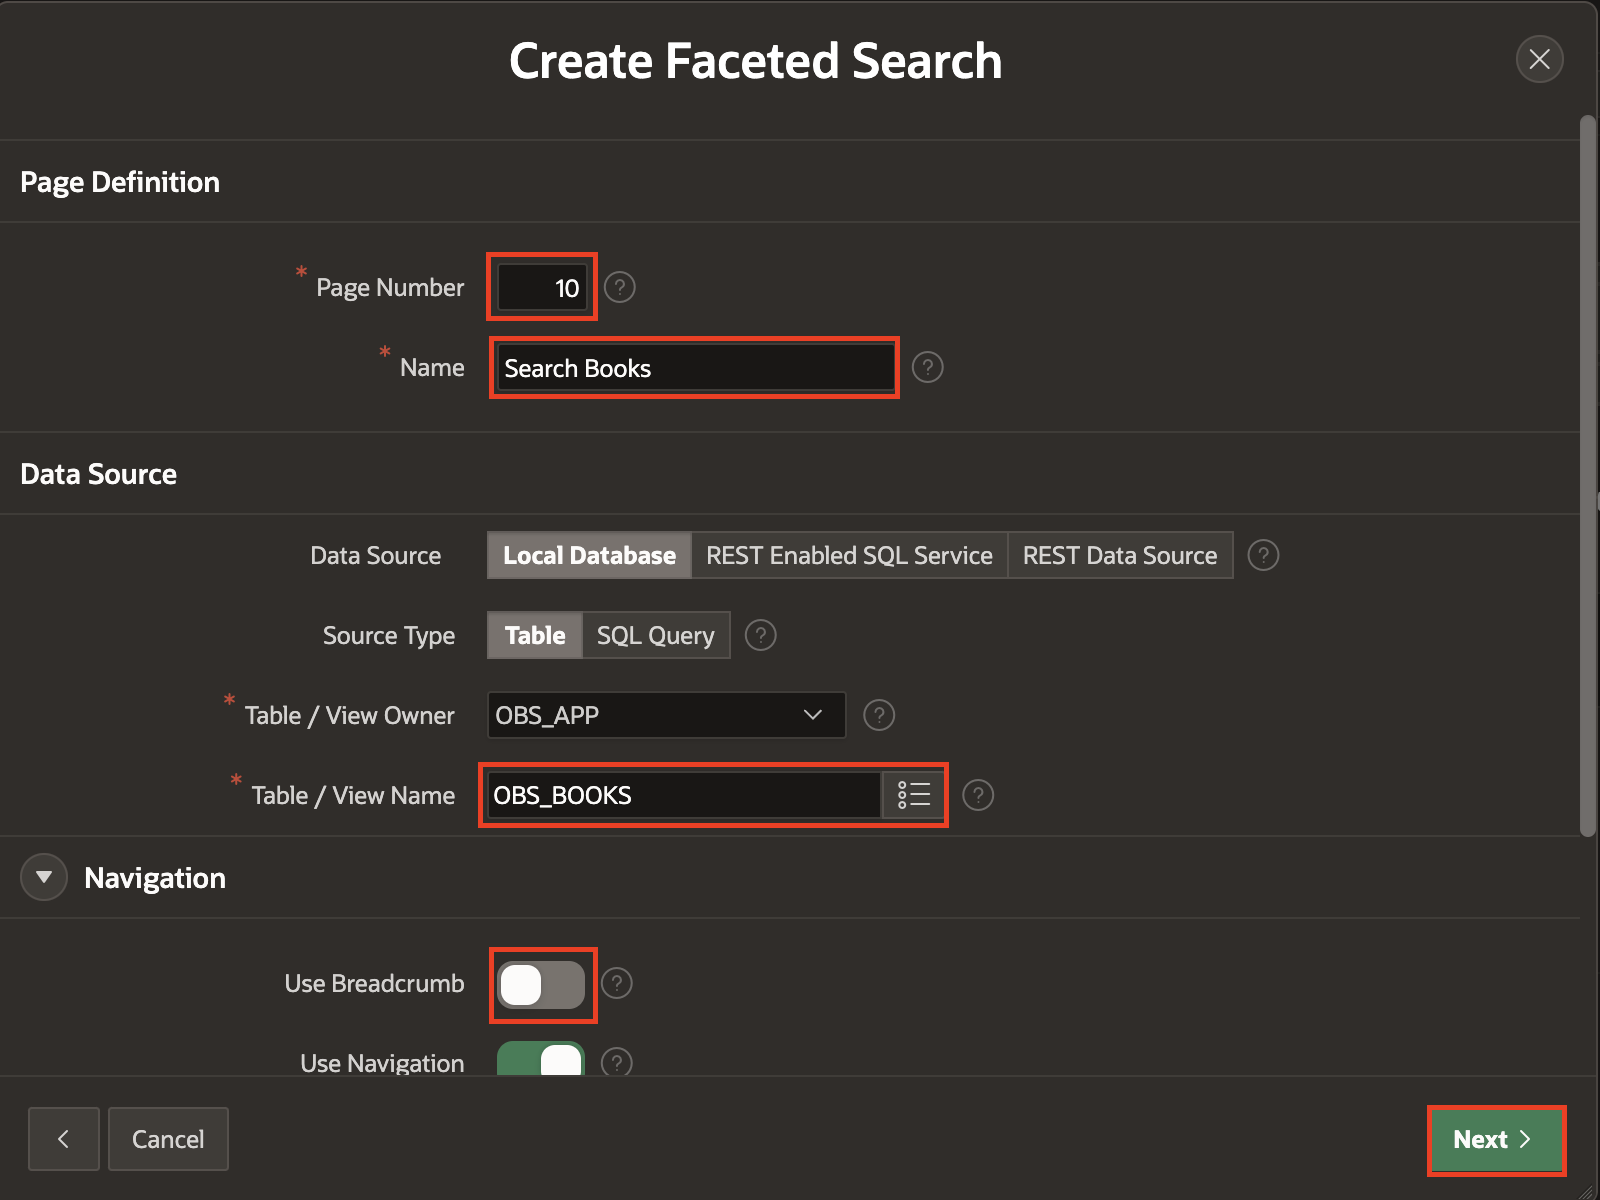 Create Faceted Search
Page Definition
* Page Number 10 ?
* Name Search Books ?
Data Source
Data Source Local Database REST Enabled SQL Service REST Data Source ?
Source Type Table SQL Query ?
* Table / View Owner OBS_APP ?
* Table / View Name OBS_BOOKS ?
Navigation
Use Breadcrumb ?
Use Navigation ?
Cancel Next